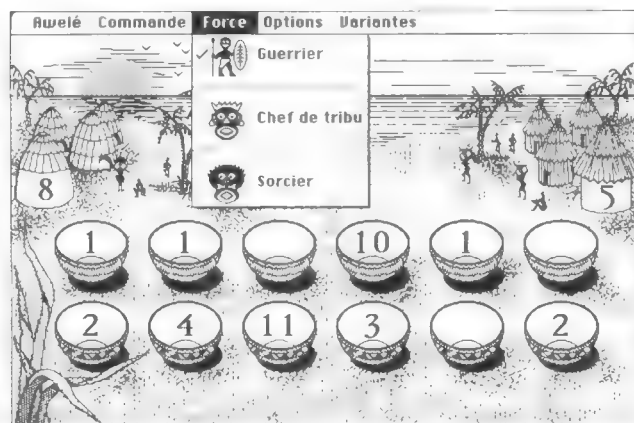 Awelé Commande Force Options Variantes
Guerrier
Chef de tribu
Sorcier
8 5
1 1 10 1
2 4 11 3 2